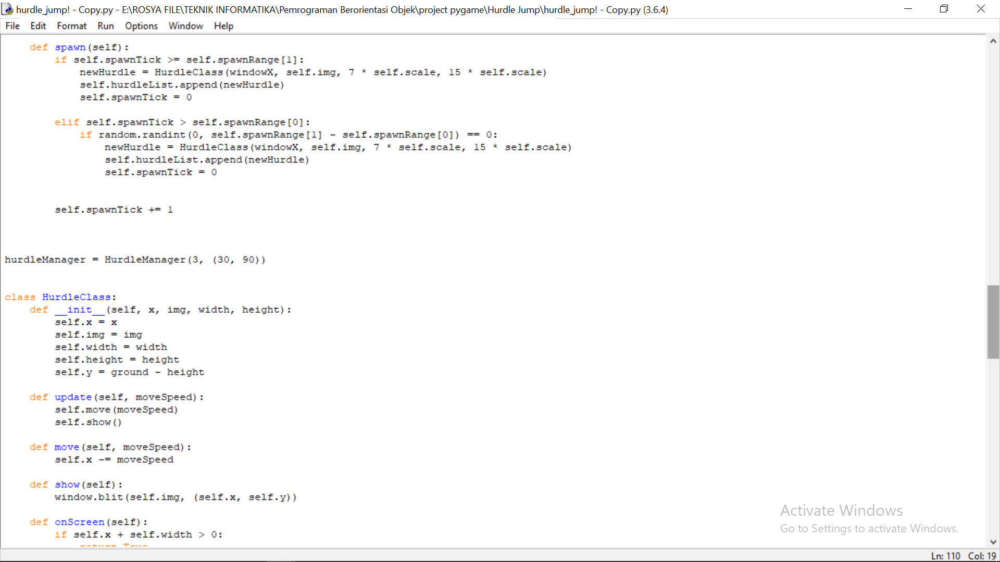 hurdle_jump! - Copy.py - E:\ROSYA FILE\TEKNIK INFORMATIKA\Pemrograman Berorientasi Objek\project pygame\Hurdle Jump\hurdle_jump! - Copy.py (3.6.4)
File Edit Format Run Options Window Help
    def spawn(self):
        if self.spawnTick >= self.spawnRange[1]:
            newHurdle = HurdleClass(windowX, self.img, 7 * self.scale, 15 * self.scale)
            self.hurdleList.append(newHurdle)
            self.spawnTick = 0
        elif self.spawnTick > self.spawnRange[0]:
            if random.randint(0, self.spawnRange[1] - self.spawnRange[0]) == 0:
                newHurdle = HurdleClass(windowX, self.img, 7 * self.scale, 15 * self.scale)
                self.hurdleList.append(newHurdle)
                self.spawnTick = 0
        self.spawnTick += 1
hurdleManager = HurdleManager(3, (30, 90))
class HurdleClass:
    def __init__(self, x, img, width, height):
        self.x = x
        self.img = img
        self.width = width
        self.height = height
        self.y = ground - height
    def update(self, moveSpeed):
        self.move(moveSpeed)
        self.show()
    def move(self, moveSpeed):
        self.x -= moveSpeed
    def show(self):
        window.blit(self.img, (self.x, self.y))
    def onScreen(self):
        if self.x + self.width > 0:
            return True
Activate Windows
Go to Settings to activate Windows.
Ln: 110 Col: 19